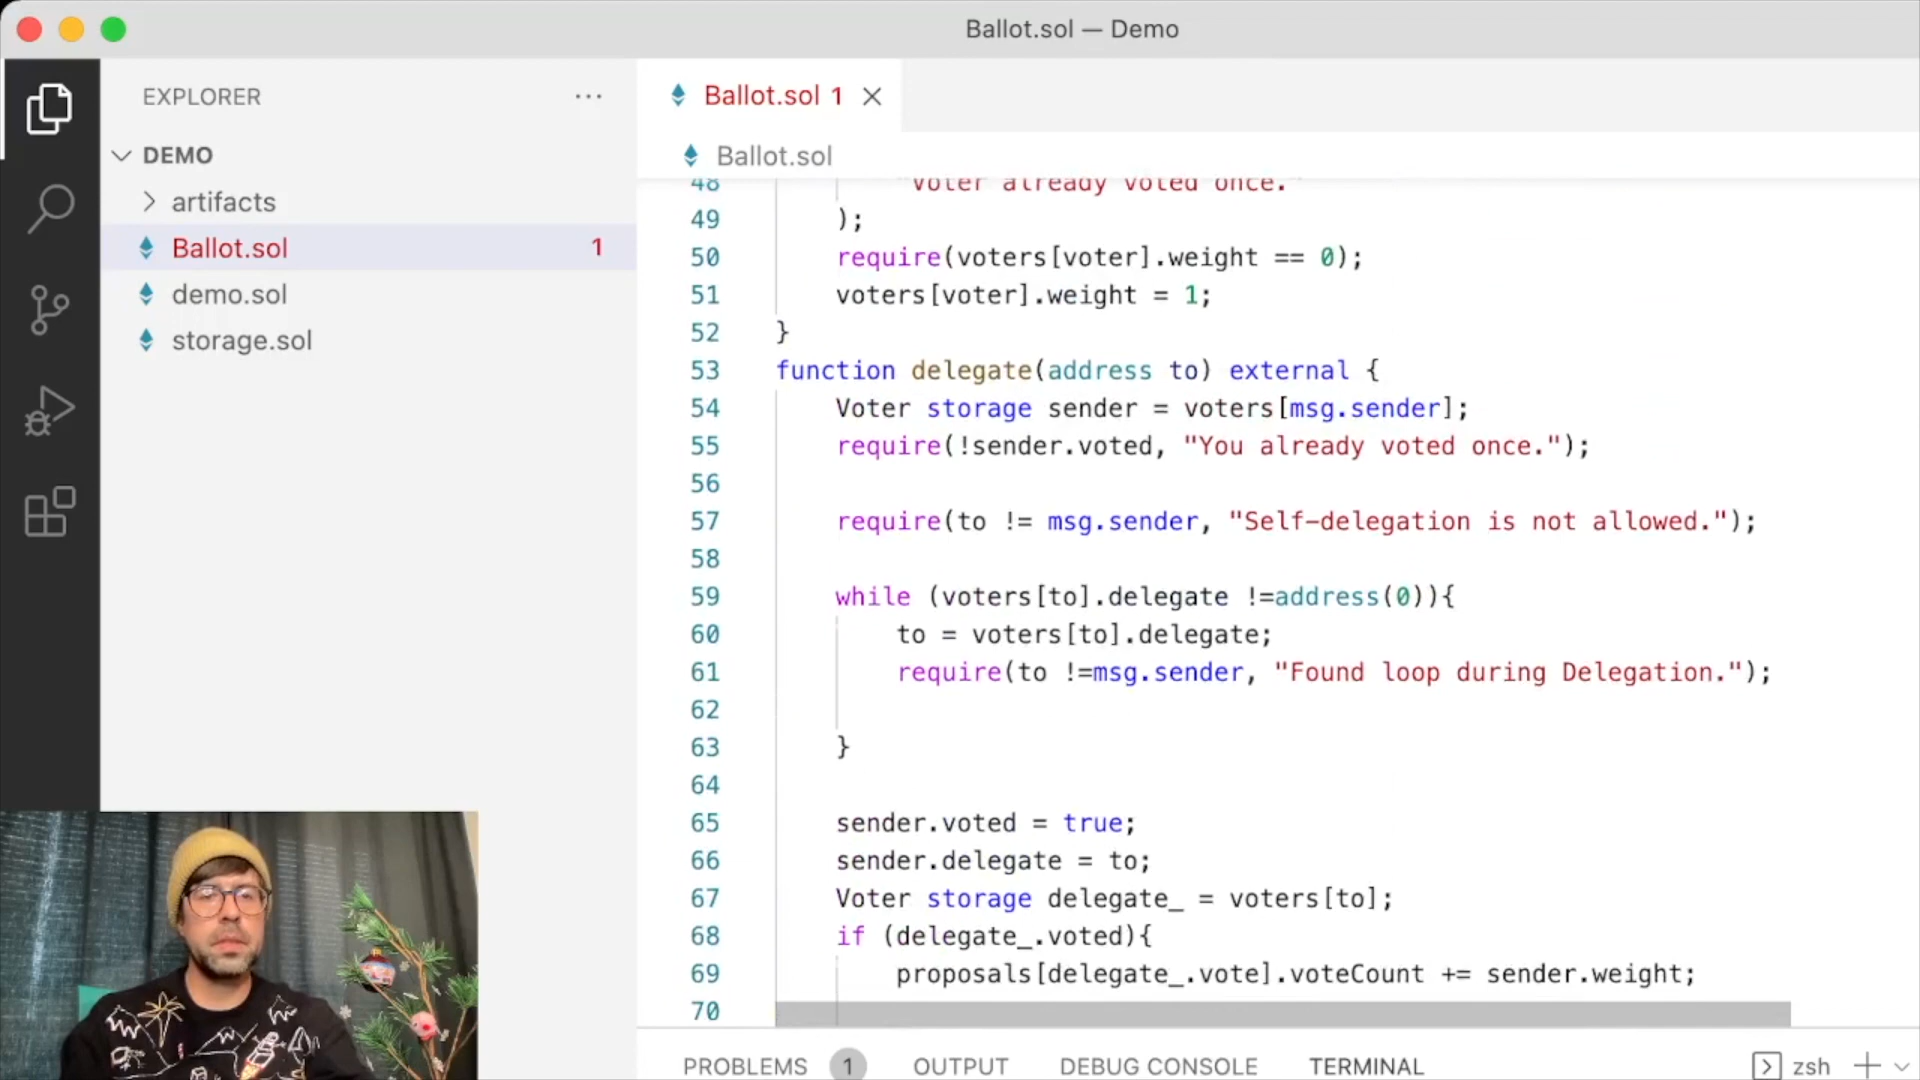 Ballot.sol — Demo
EXPLORER
DEMO
artifacts
Ballot.sol 1
demo.sol
storage.sol
Ballot.sol 1
Ballot.sol
48 "Voter already voted once."
49 );
50 require(voters[voter].weight == 0);
51 voters[voter].weight = 1;
52 }
53 function delegate(address to) external {
54 Voter storage sender = voters[msg.sender];
55 require(!sender.voted, "You already voted once.");
56
57 require(to != msg.sender, "Self-delegation is not allowed.");
58
59 while (voters[to].delegate !=address(0)){
60 to = voters[to].delegate;
61 require(to !=msg.sender, "Found loop during Delegation.");
62
63 }
64
65 sender.voted = true;
66 sender.delegate = to;
67 Voter storage delegate_ = voters[to];
68 if (delegate_.voted){
69 proposals[delegate_.vote].voteCount += sender.weight;
70
PROBLEMS 1 OUTPUT DEBUG CONSOLE TERMINAL zsh